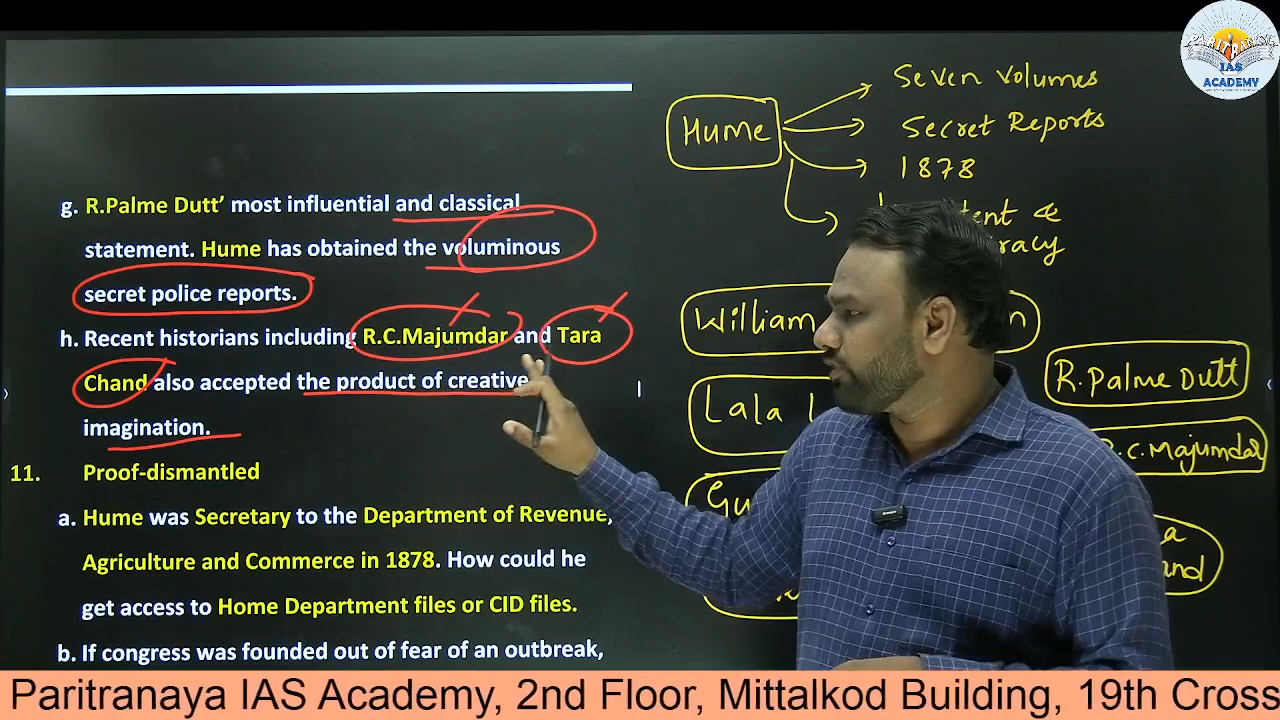 PARITRANAYA
IAS
ACADEMY
g. R.Palme Dutt’ most influential and classical
statement. Hume has obtained the voluminous
secret police reports.
h. Recent historians including R.C.Majumdar and Tara
Chand also accepted the product of creative
imagination.
11. Proof-dismantled
a. Hume was Secretary to the Department of Revenue,
Agriculture and Commerce in 1878. How could he
get access to Home Department files or CID files.
b. If congress was founded out of fear of an outbreak,
Hume
Seven volumes
Secret Reports
1878
&
William
Lala
R.Palme Dutt
R.C.Majumdar
Paritranaya IAS Academy, 2nd Floor, Mittalkod Building, 19th Cross